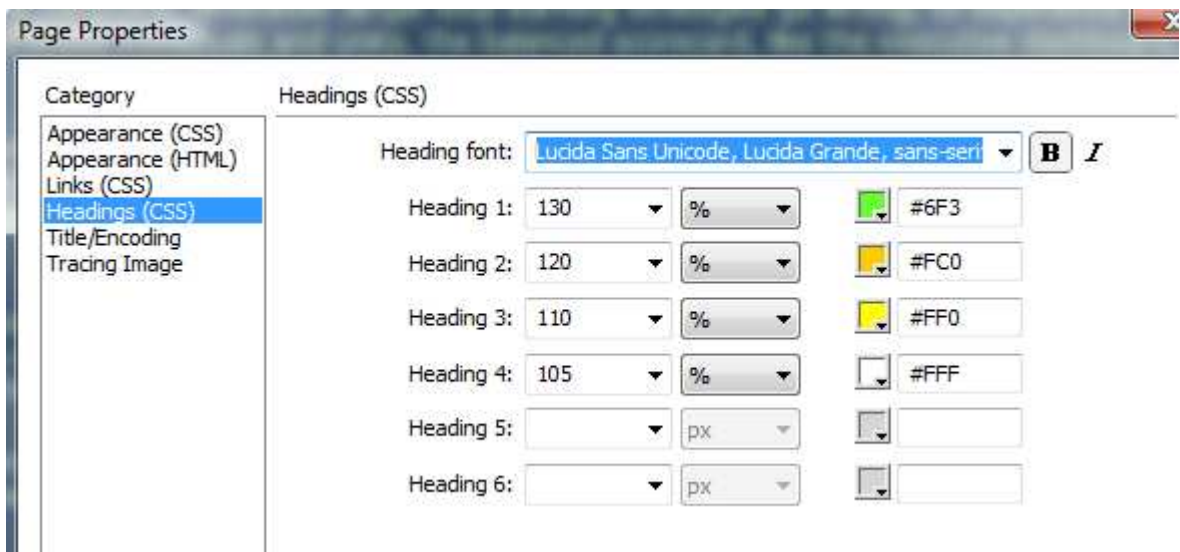 Page Properties
Category
Appearance (CSS)
Appearance (HTML)
Links (CSS)
Headings (CSS)
Title/Encoding
Tracing Image
Headings (CSS)
Heading font: Lucida Sans Unicode, Lucida Grande, sans-serif B I
Heading 1: 130 % #6F3
Heading 2: 120 % #FC0
Heading 3: 110 % #FF0
Heading 4: 105 % #FFF
Heading 5: px
Heading 6: px